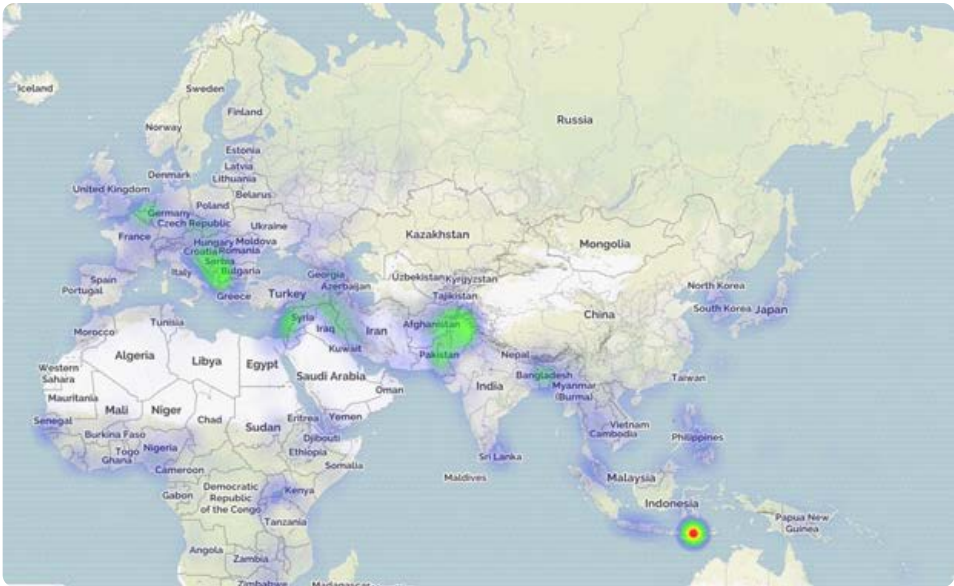 Iceland
Sweden
Finland
Norway
Russia
Estonia
Latvia
Denmark
Lithuania
United Kingdom
Belarus
Poland
Germany
Czech Republic
Ukraine
France
Kazakhstan
Hungary Moldova
Mongolia
Croatia Romania
Serbia
Italy
Bulgaria
Spain
Georgia
Uzbekistan Kyrgyzstan
Portugal
Azerbaijan
North Korea
Greece
Turkey
Tajikistan
South Korea Japan
China
Syria
Tunisia
Afghanistan
Morocco
Iraq
Iran
Kuwait
Pakistan
Nepal
Algeria
Libya
Egypt
Western
Sahara
Saudi Arabia
Bangladesh
Taiwan
India
Myanmar
(Burma)
Oman
Mauritania
Mali
Niger
Chad
Senegal
Eritrea
Yemen
Sudan
Vietnam
Burkina Faso
Djibouti
Cambodia
Philippines
Togo
Nigeria
Ethiopia
Ghana
Sri Lanka
Somalia
Cameroon
Maldives
Malaysia
Democratic
Republic
of the Congo
Gabon
Kenya
Indonesia
Tanzania
Papua New
Guinea
Angola
Zambia
Zimbabwe
Madagascar